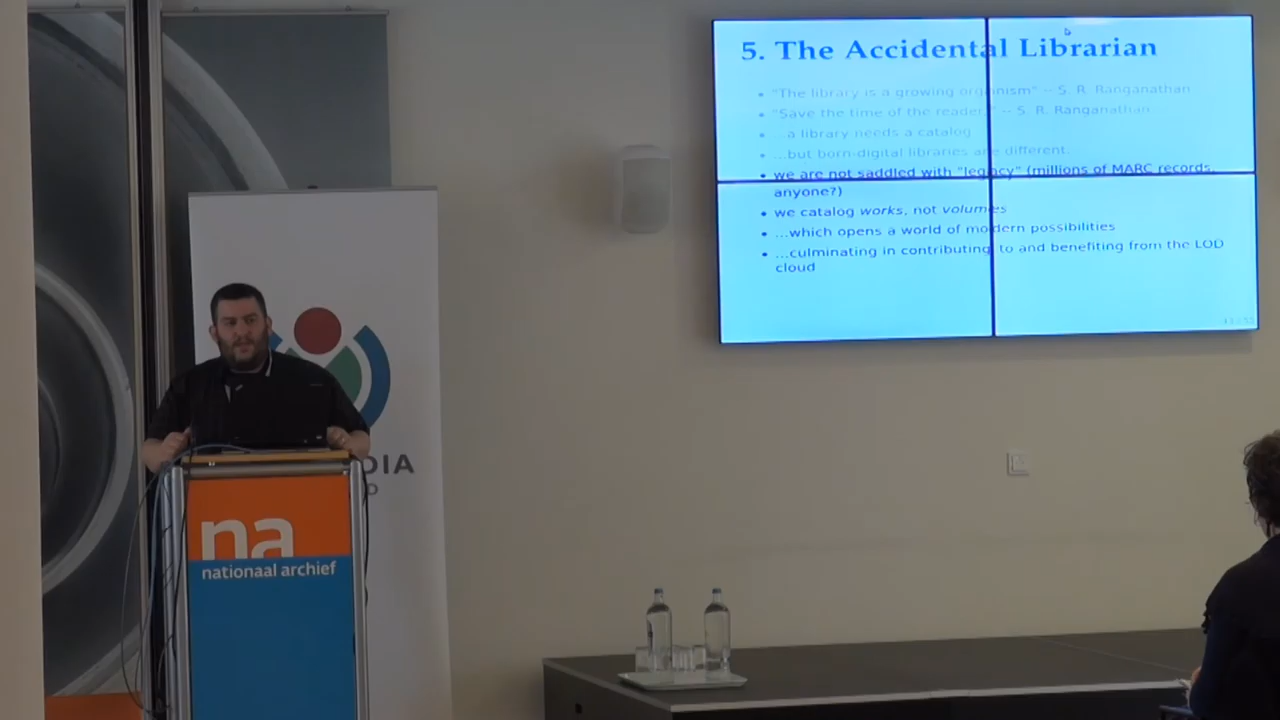 5. The Accidental Librarian
• "The library is a growing organism" -- S. R. Ranganathan
• "Save the time of the reader." -- S. R. Ranganathan
• ...a library needs a catalog
• ...but born-digital libraries are different.
• we are not saddled with "legacy" (millions of MARC records,
anyone?)
• we catalog works, not volumes
• ...which opens a world of modern possibilities
• ...culminating in contributing to and benefiting from the LOD
cloud
DIA
na
nationaal archief